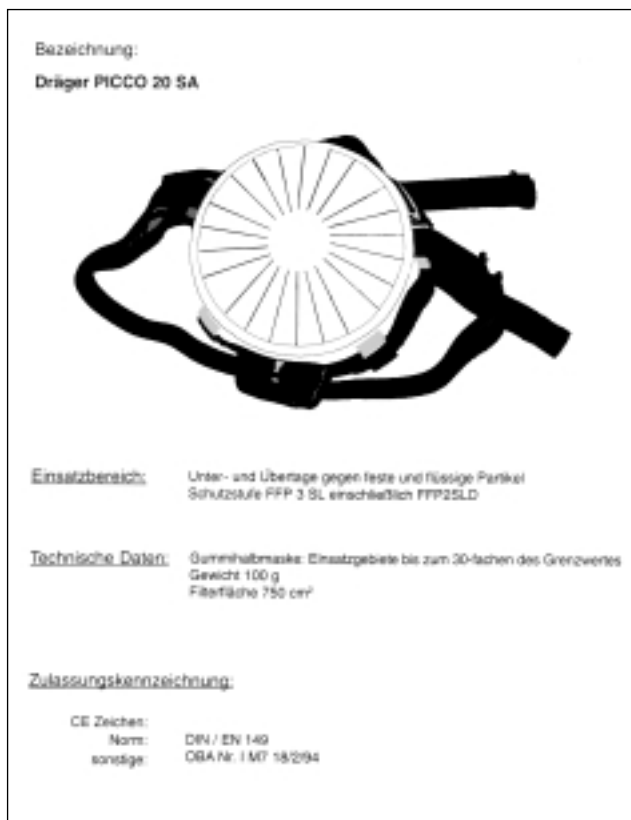 Bezeichnung:
Dräger PICCO 20 SA
Einsatzbereich: Unter- und Übertage gegen feste und flüssige Partikel
Schutzstufe FFP 3 SL einschließlich FFP2SLD
Technische Daten: Gummihalbmaske: Einsatzgebiete bis zum 30-fachen des Grenzwertes
Gewicht 100 g
Filterfläche 750 cm²
Zulassungskennzeichnung:
CE Zeichen:
Norm: DIN / EN 149
sonstige: OBA Nr. I M7 18/2/94